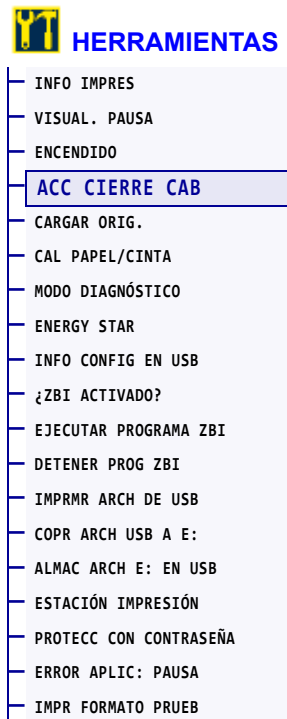 HERRAMIENTAS
INFO IMPRES
VISUAL. PAUSA
ENCENDIDO
ACC CIERRE CAB
CARGAR ORIG.
CAL PAPEL/CINTA
MODO DIAGNÓSTICO
ENERGY STAR
INFO CONFIG EN USB
¿ZBI ACTIVADO?
EJECUTAR PROGRAMA ZBI
DETENER PROG ZBI
IMPRMR ARCH DE USB
COPR ARCH USB A E:
ALMAC ARCH E: EN USB
ESTACIÓN IMPRESIÓN
PROTECC CON CONTRASEÑA
ERROR APLIC: PAUSA
IMPR FORMATO PRUEB